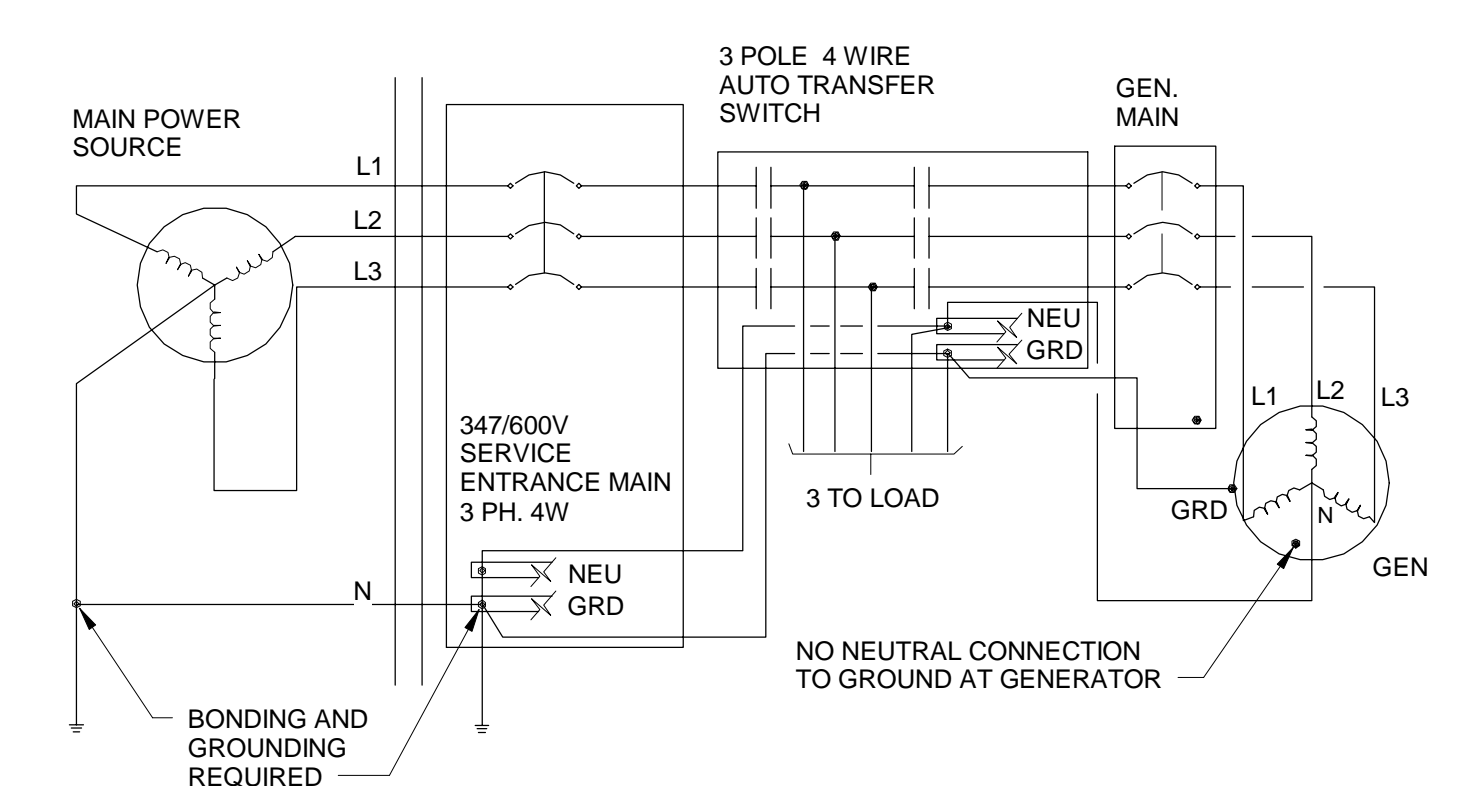 3 POLE 4 WIRE
AUTO TRANSFER
SWITCH
GEN.
MAIN
MAIN POWER
SOURCE
L1
L2
L3
NEU
GRD
L1
L2
L3
347/600V
SERVICE
ENTRANCE MAIN
3 PH. 4W
3 TO LOAD
GRD
N
GEN
NEU
GRD
N
NO NEUTRAL CONNECTION
TO GROUND AT GENERATOR
BONDING AND
GROUNDING
REQUIRED